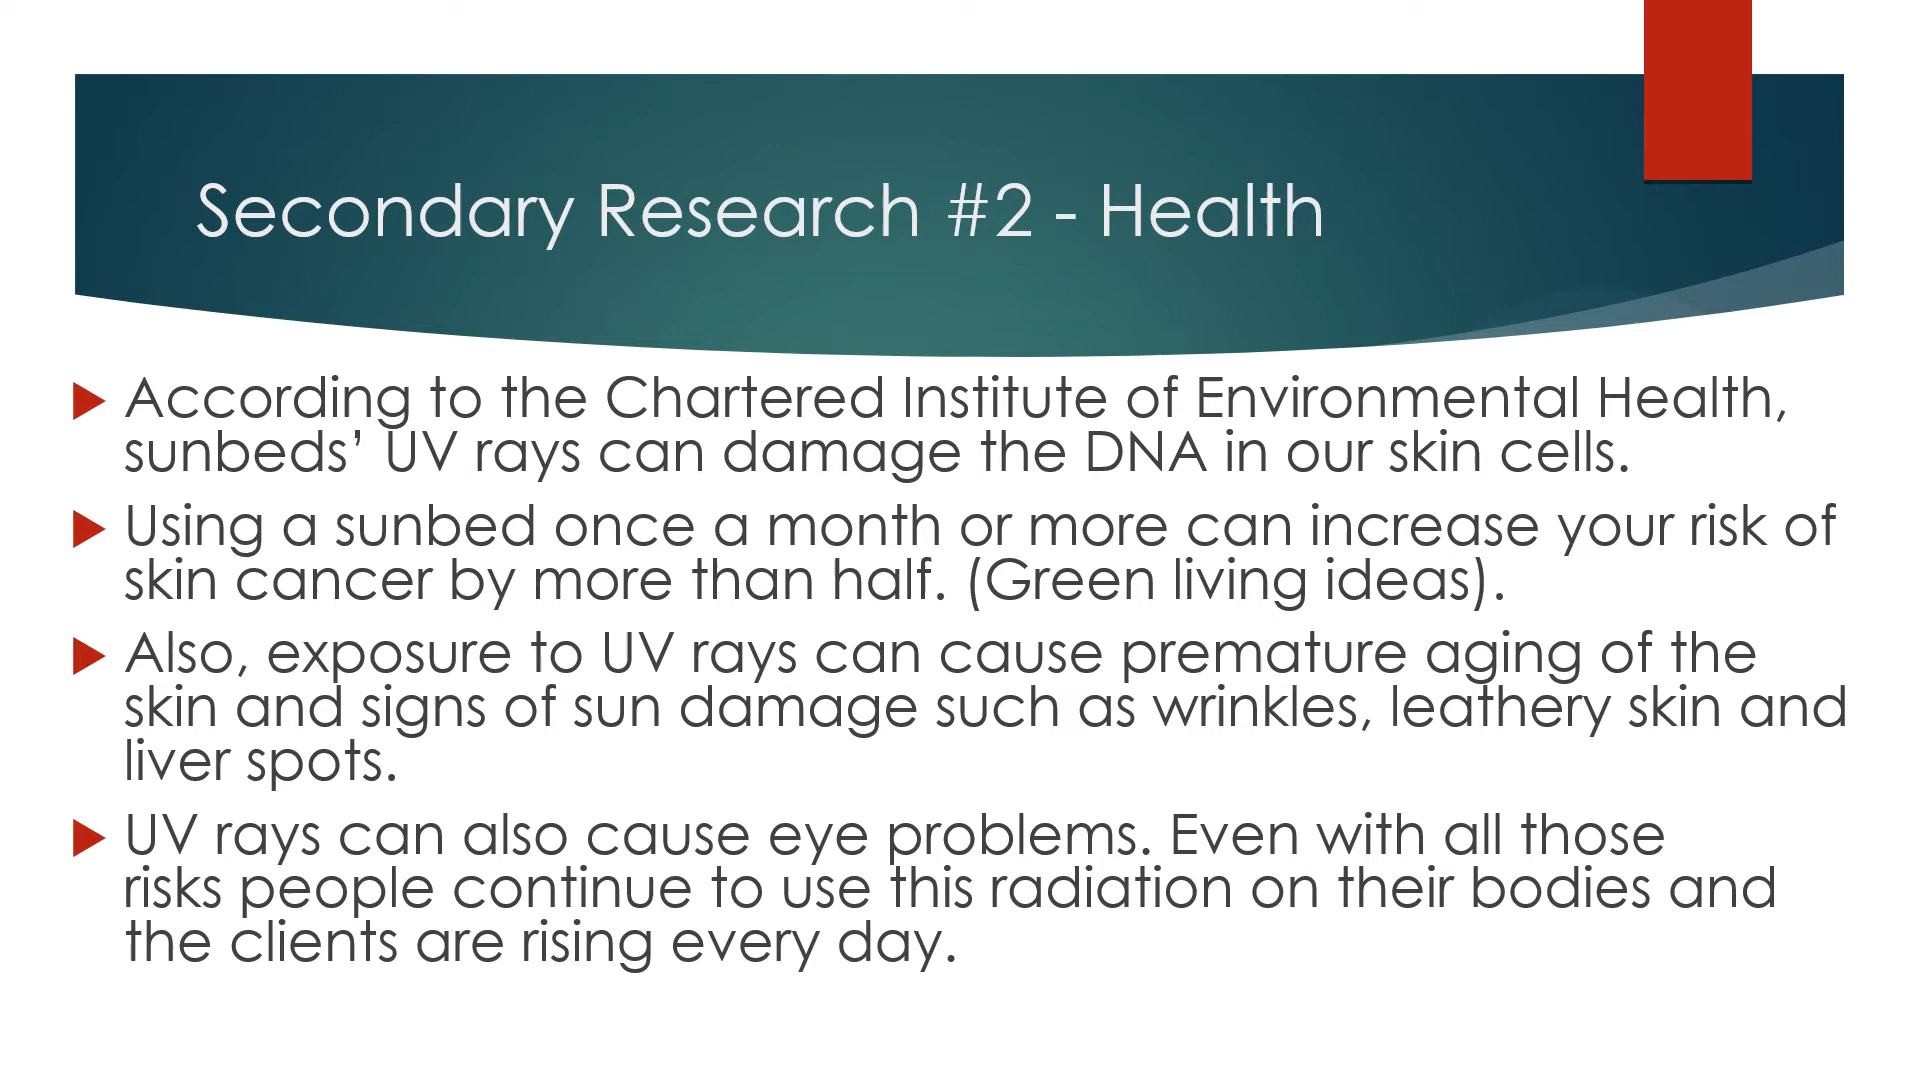 Secondary Research #2 - Health
According to the Chartered Institute of Environmental Health,
sunbeds’ UV rays can damage the DNA in our skin cells.
Using a sunbed once a month or more can increase your risk of
skin cancer by more than half. (Green living ideas).
Also, exposure to UV rays can cause premature aging of the
skin and signs of sun damage such as wrinkles, leathery skin and
liver spots.
UV rays can also cause eye problems. Even with all those
risks people continue to use this radiation on their bodies and
the clients are rising every day.